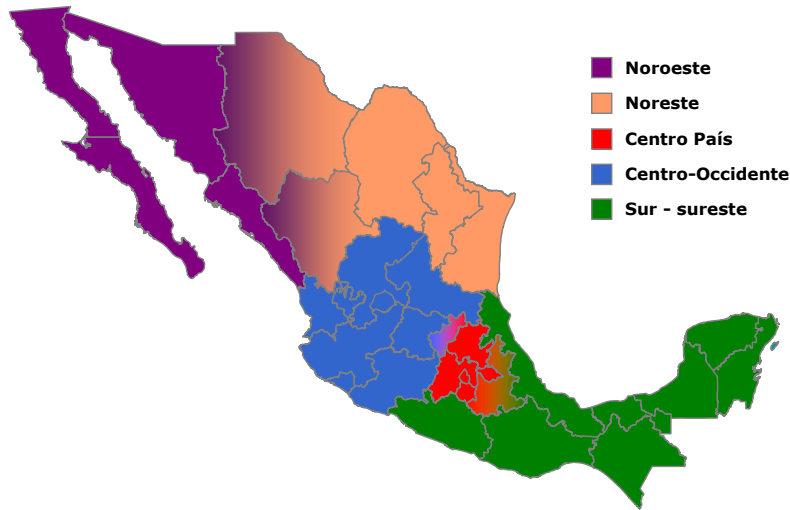 Noroeste
Noreste
Centro País
Centro-Occidente
Sur - sureste